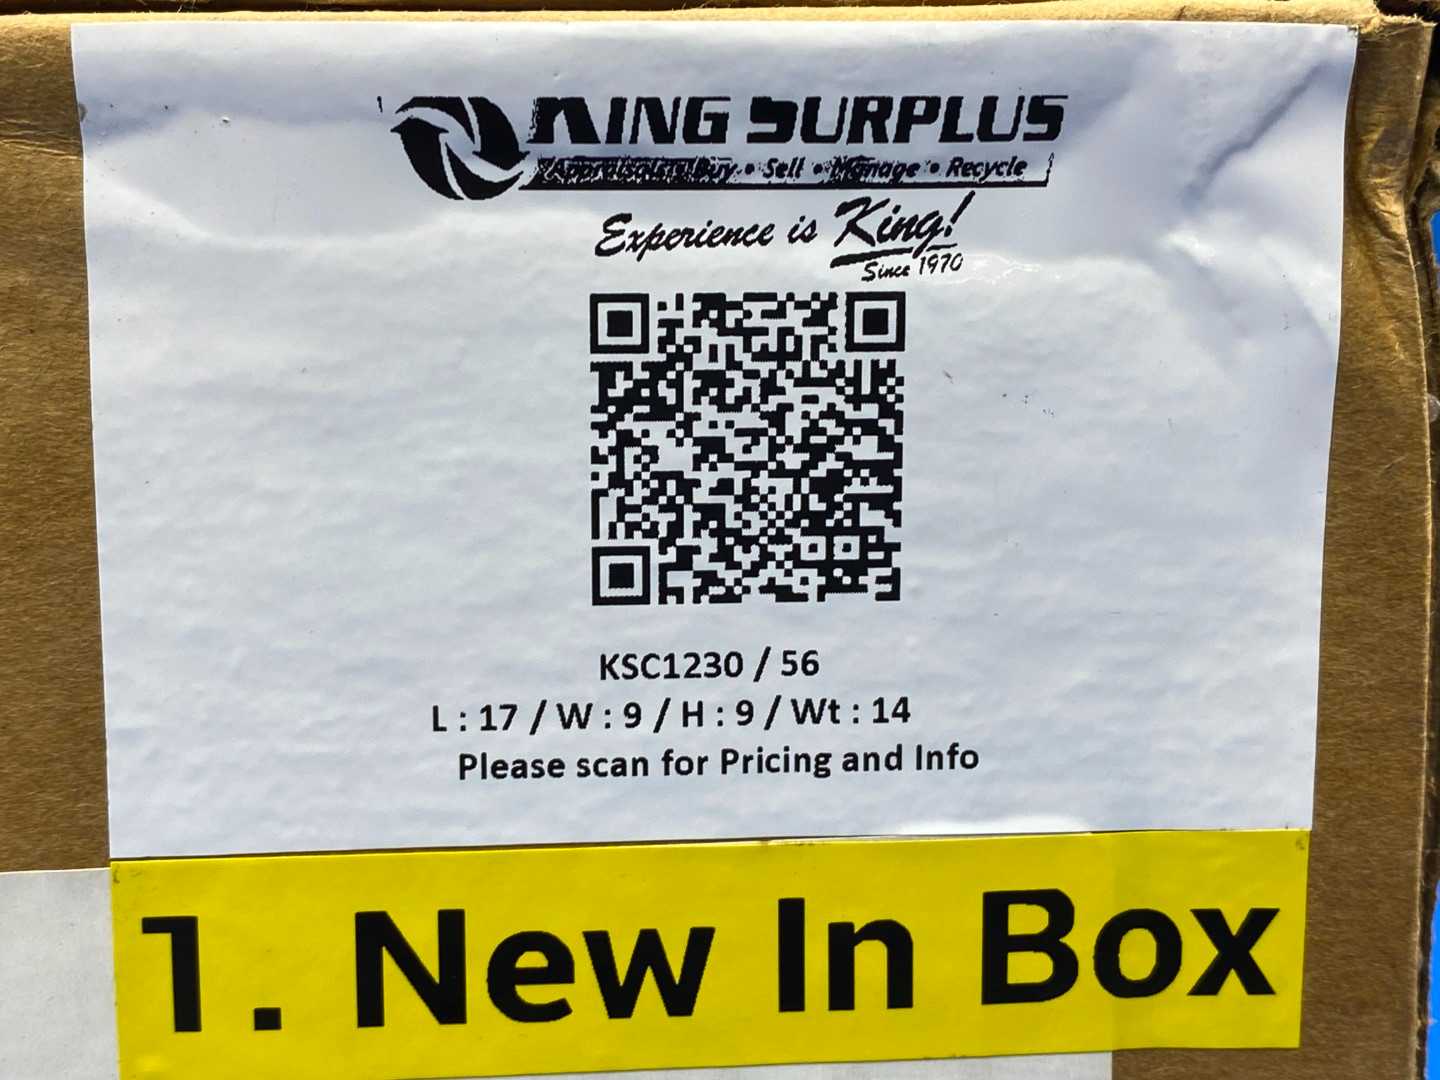 KING SURPLUS
Appraisals Buy • Sell • Manage • Recycle
Experience is King!
Since 1970
KSC1230 / 56
L : 17 / W : 9 / H : 9 / Wt : 14
Please scan for Pricing and Info
1. New In Box